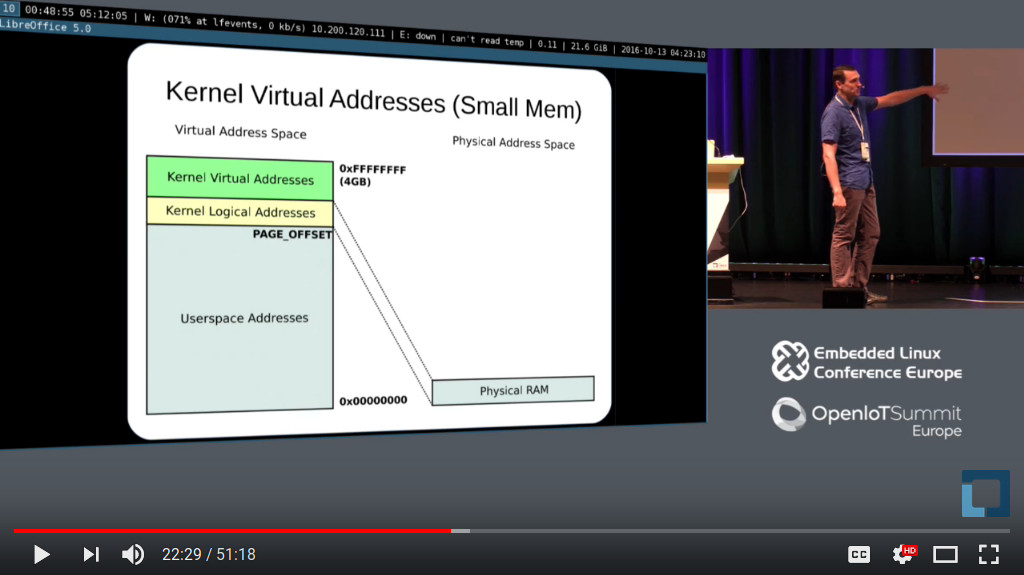 10 00:48:55 05:12:05 | W: (071% at lfevents, 0 kb/s) 10.200.120.111 | E: down | can't read temp | 0.11 | 21.6 GiB | 2016-10-13 04:23:10
LibreOffice 5.0
Kernel Virtual Addresses (Small Mem)
Virtual Address Space
Physical Address Space
Kernel Virtual Addresses
0xFFFFFFFF
(4GB)
Kernel Logical Addresses
PAGE_OFFSET
Userspace Addresses
0x00000000
Physical RAM
Embedded Linux
Conference Europe
OpenIoTSummit
Europe
22:29 / 51:18
CC
HD